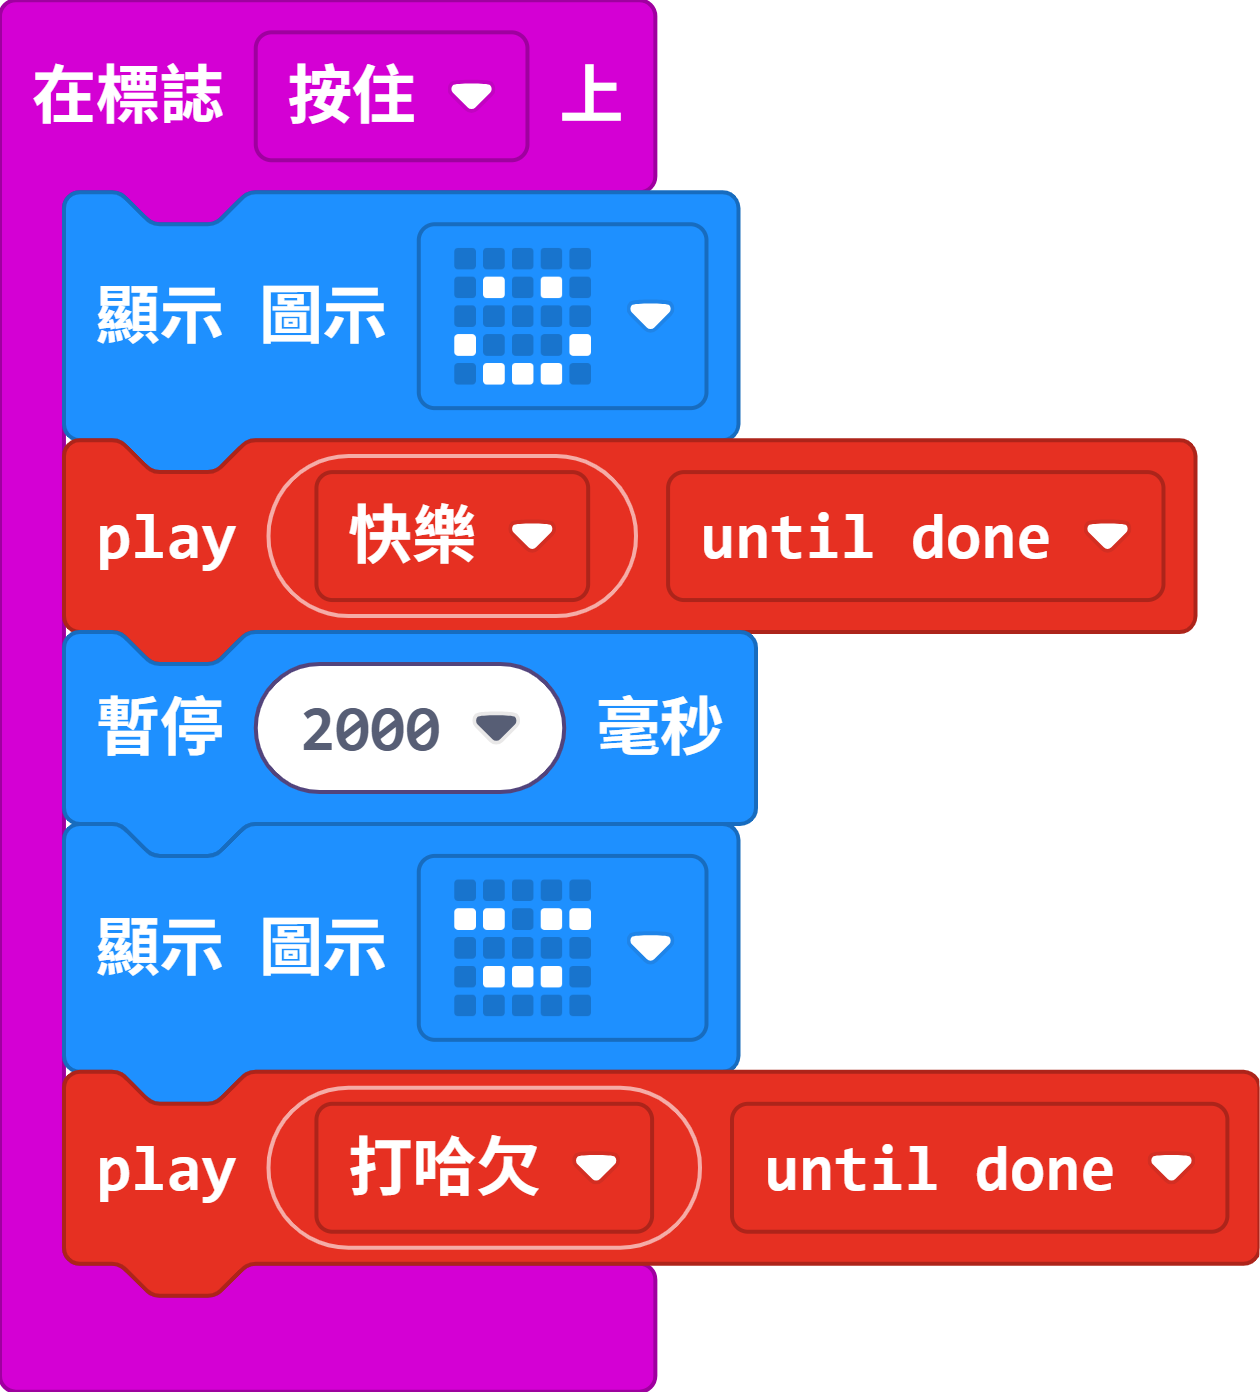 在標誌 按住 上
顯示 圖示
play 快樂 until done
暫停 2000 毫秒
顯示 圖示
play 打哈欠 until done